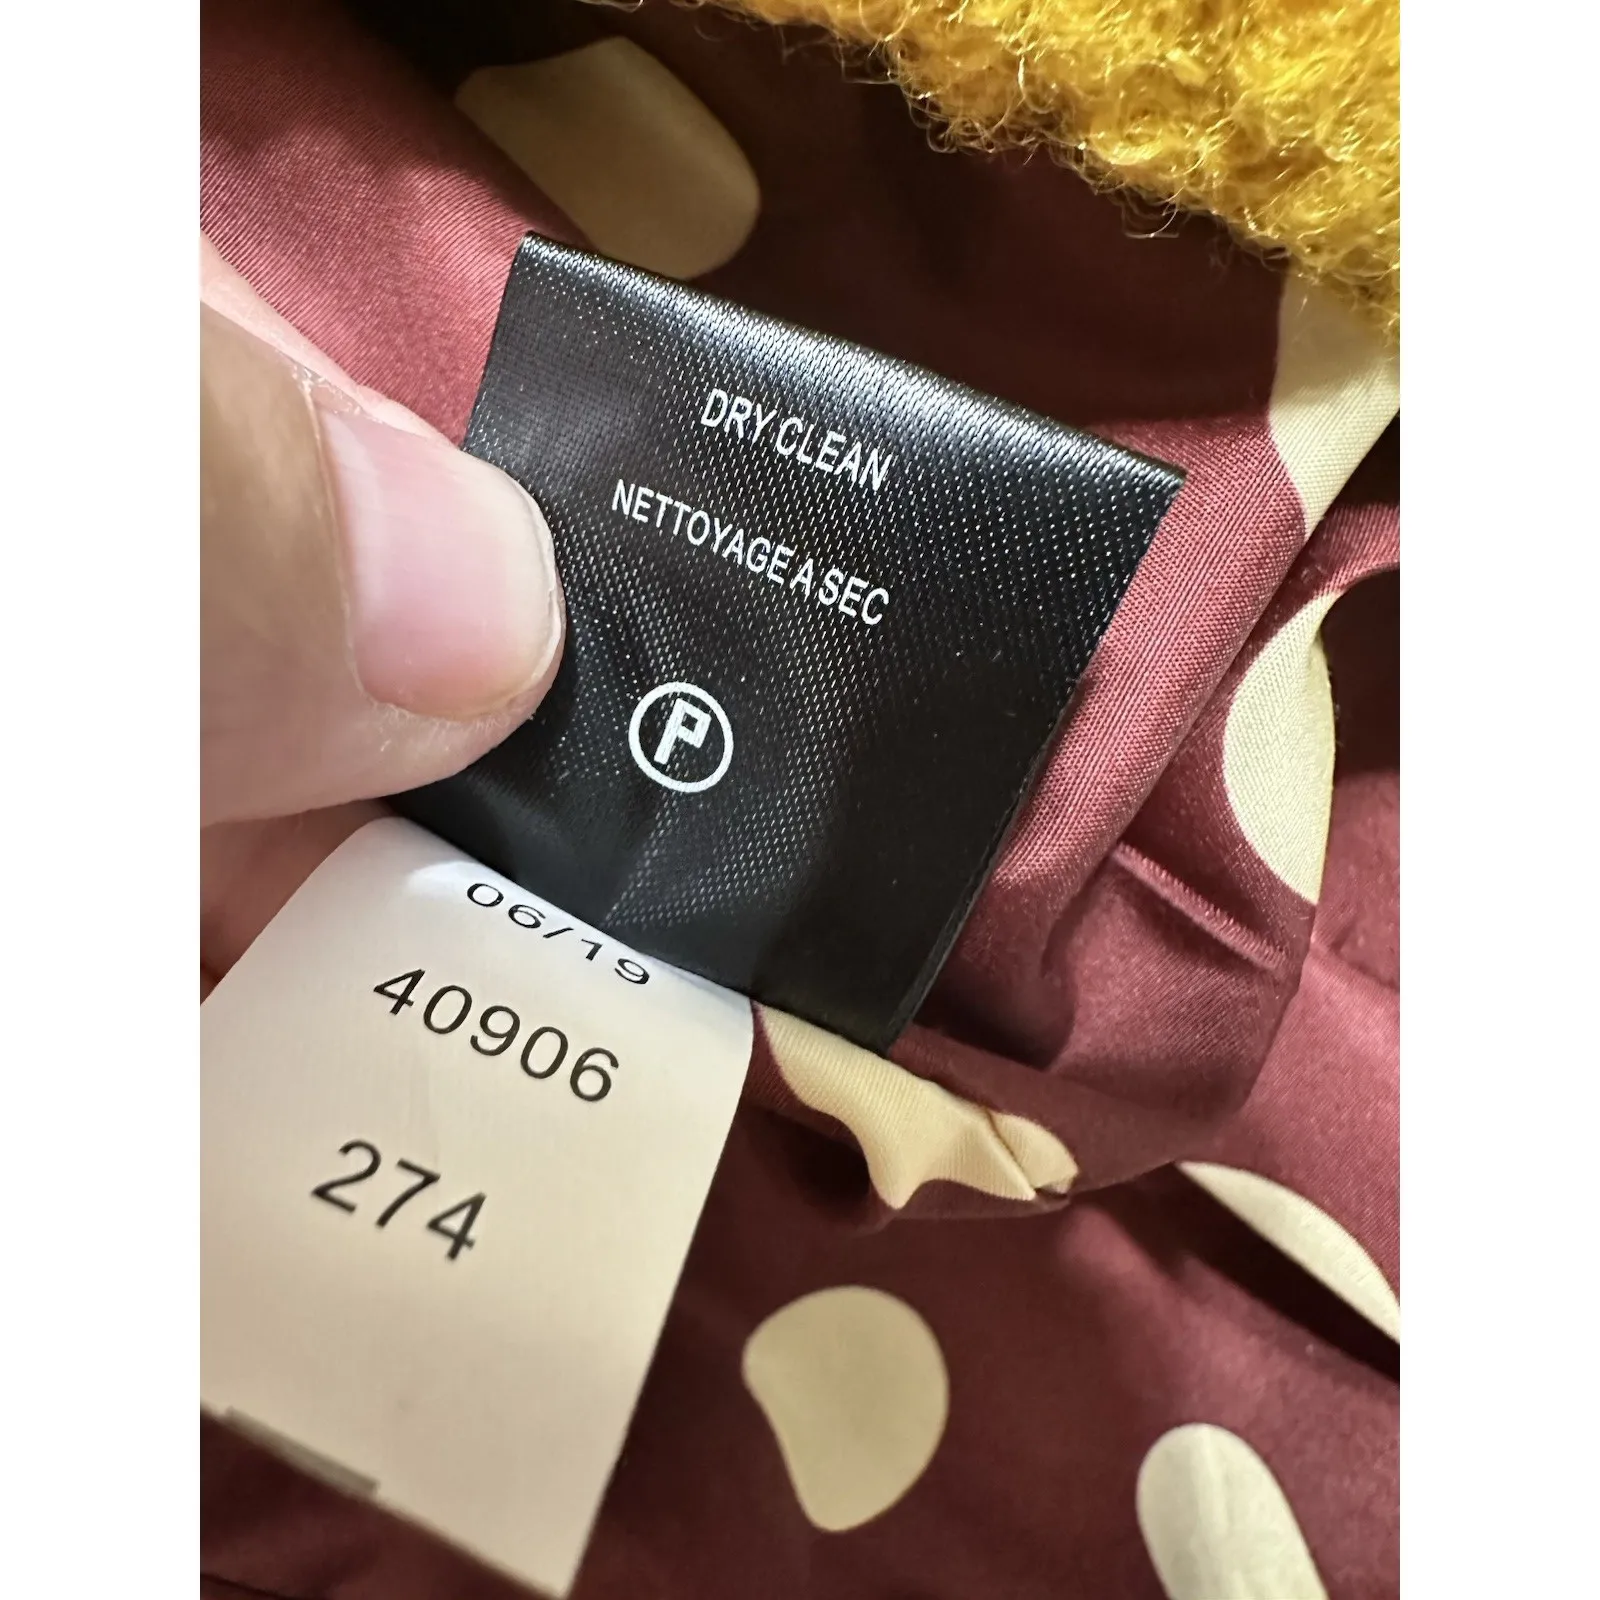 DRY CLEAN
NETTOYAGE A SEC
P
06/19
40906
274